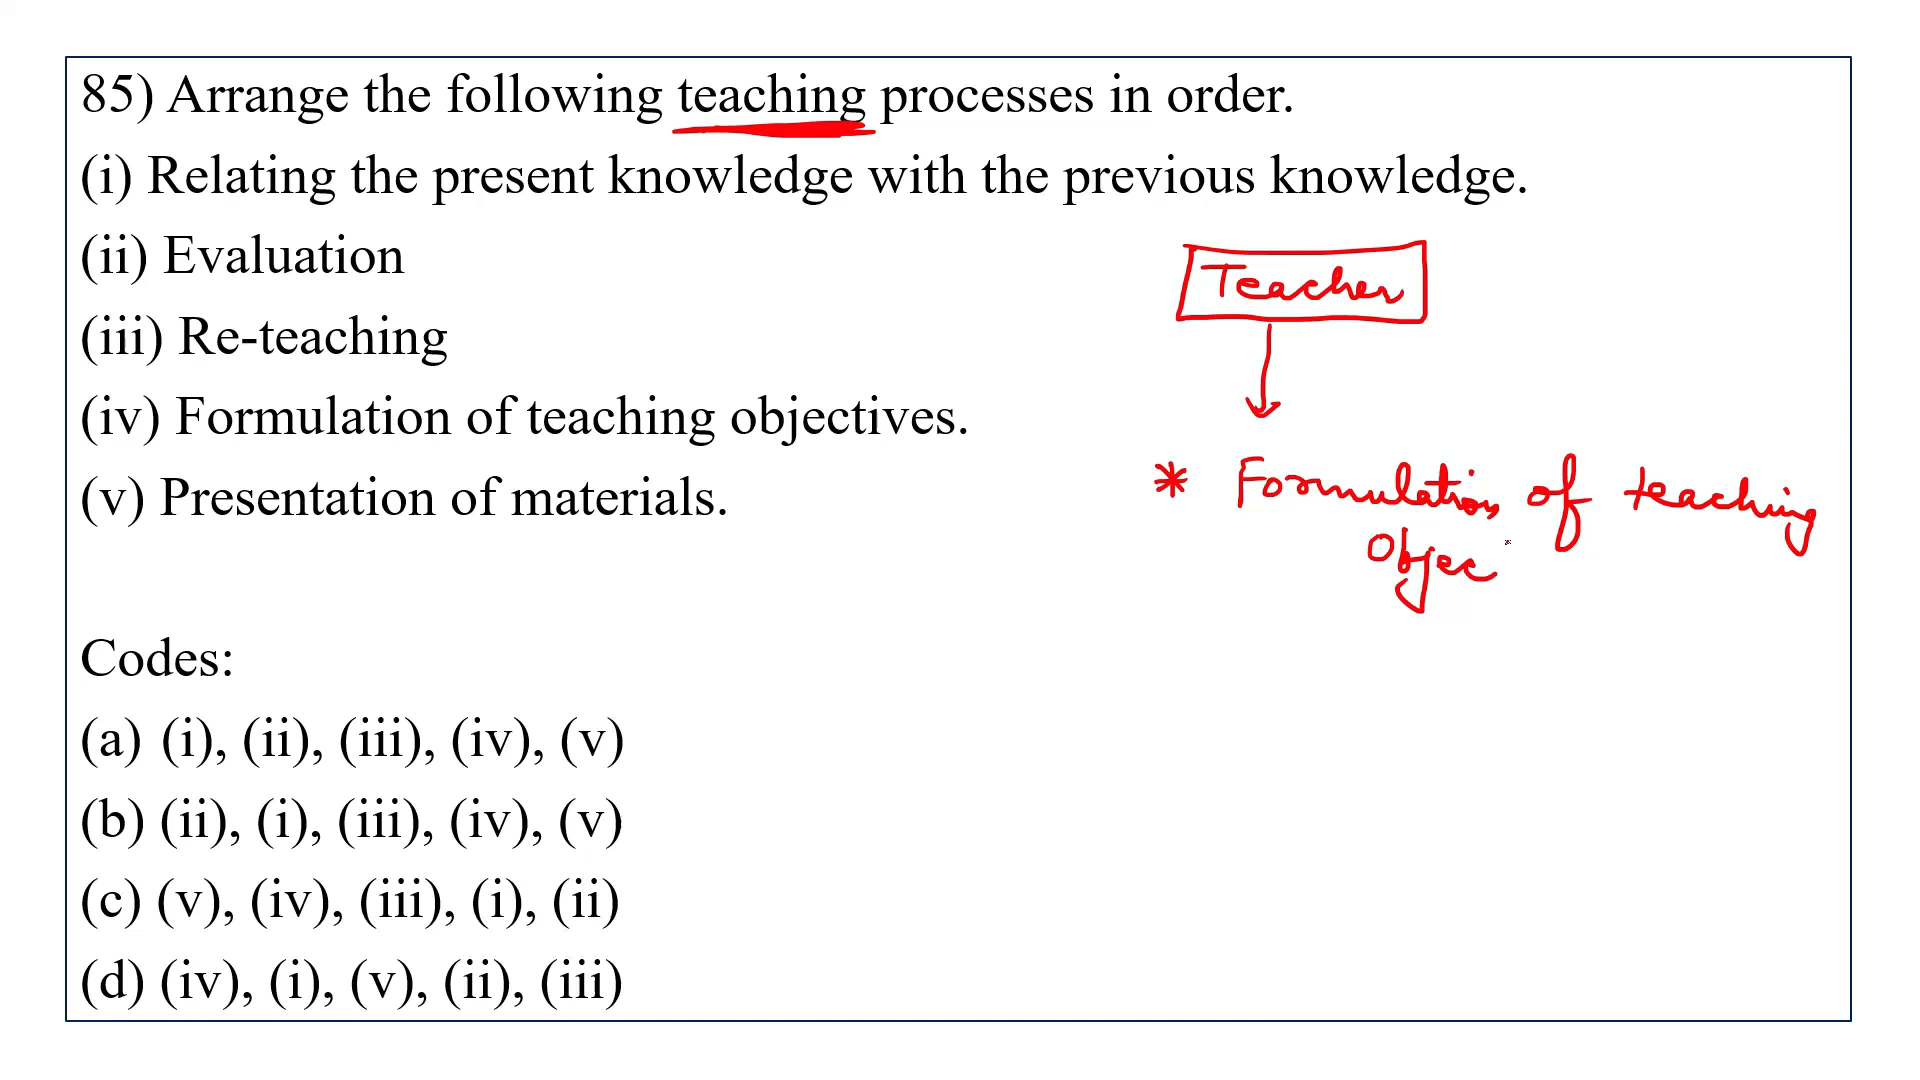 85) Arrange the following teaching processes in order.
(i) Relating the present knowledge with the previous knowledge.
(ii) Evaluation
(iii) Re-teaching
(iv) Formulation of teaching objectives.
(v) Presentation of materials.
Teacher
* Formulation of teaching
Objec
Codes:
(a) (i), (ii), (iii), (iv), (v)
(b) (ii), (i), (iii), (iv), (v)
(c) (v), (iv), (iii), (i), (ii)
(d) (iv), (i), (v), (ii), (iii)